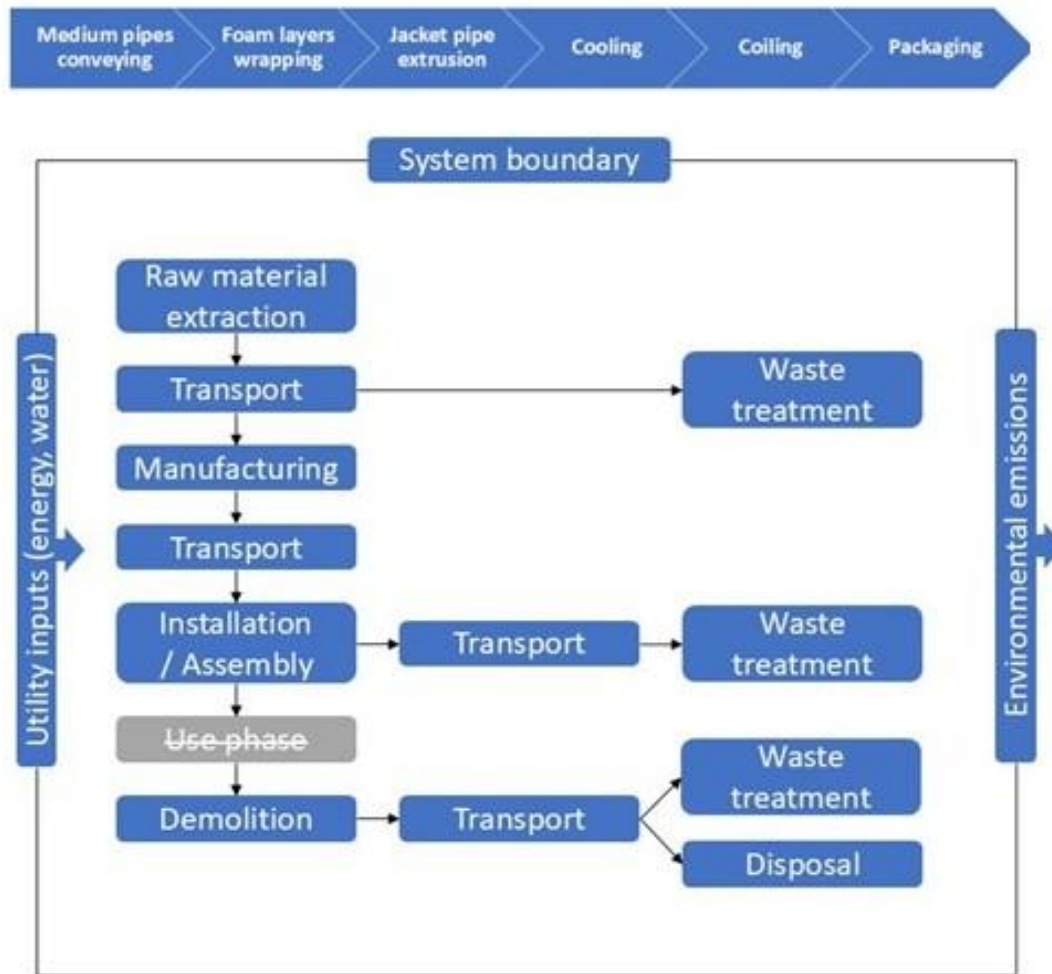 Medium pipes
conveying
Foam layers
wrapping
Jacket pipe
extrusion
Cooling
Coiling
Packaging
System boundary
Utility inputs (energy, water)
Raw material
extraction
Transport
Waste
treatment
Manufacturing
Transport
Installation
/ Assembly
Transport
Waste
treatment
Use phase
Demolition
Transport
Waste
treatment
Disposal
Environmental emissions